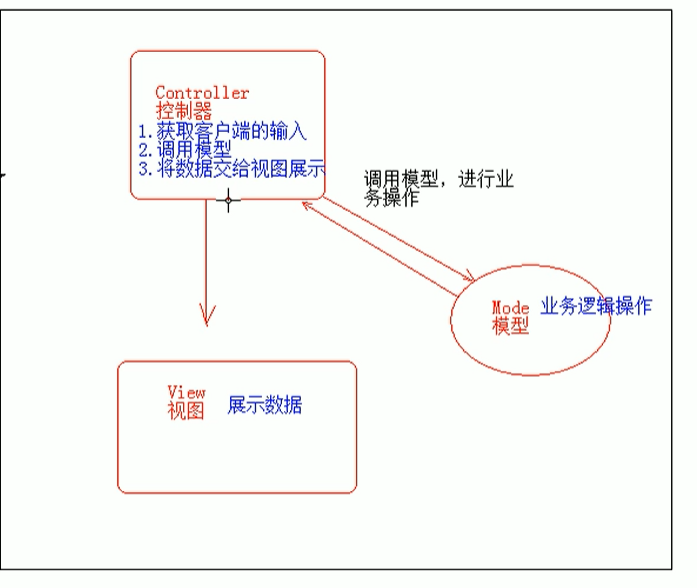 Controller
控制器
1.获取客户端的输入
2.调用模型
3.将数据交给视图展示
调用模型，进行业
务操作
Mode 业务逻辑操作
模型
View
视图 展示数据